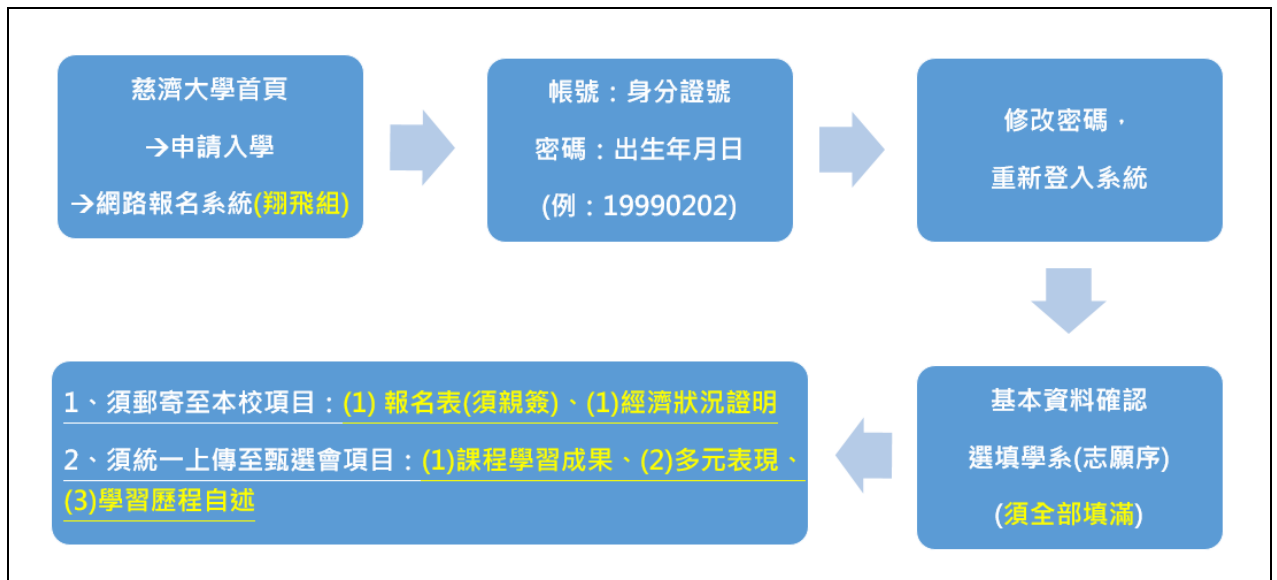 慈濟大學首頁
→申請入學
→網路報名系統(翔飛組)
帳號：身分證號
密碼：出生年月日
(例：19990202)
修改密碼，
重新登入系統
基本資料確認
選填學系(志願序)
(須全部填滿)
1、須郵寄至本校項目：(1) 報名表(須親簽)、(1)經濟狀況證明
2、須統一上傳至甄選會項目：(1)課程學習成果、(2)多元表現、
(3)學習歷程自述